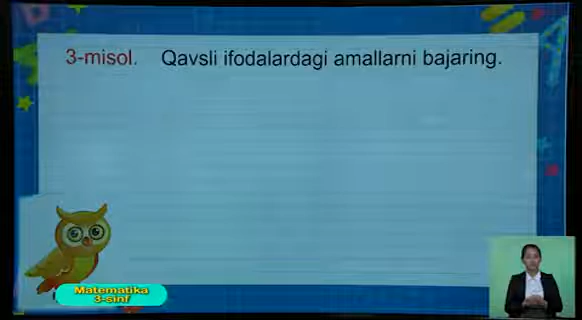 3-misol. Qavsli ifodalardagi amallarni bajaring.
Matematika
3-sinf